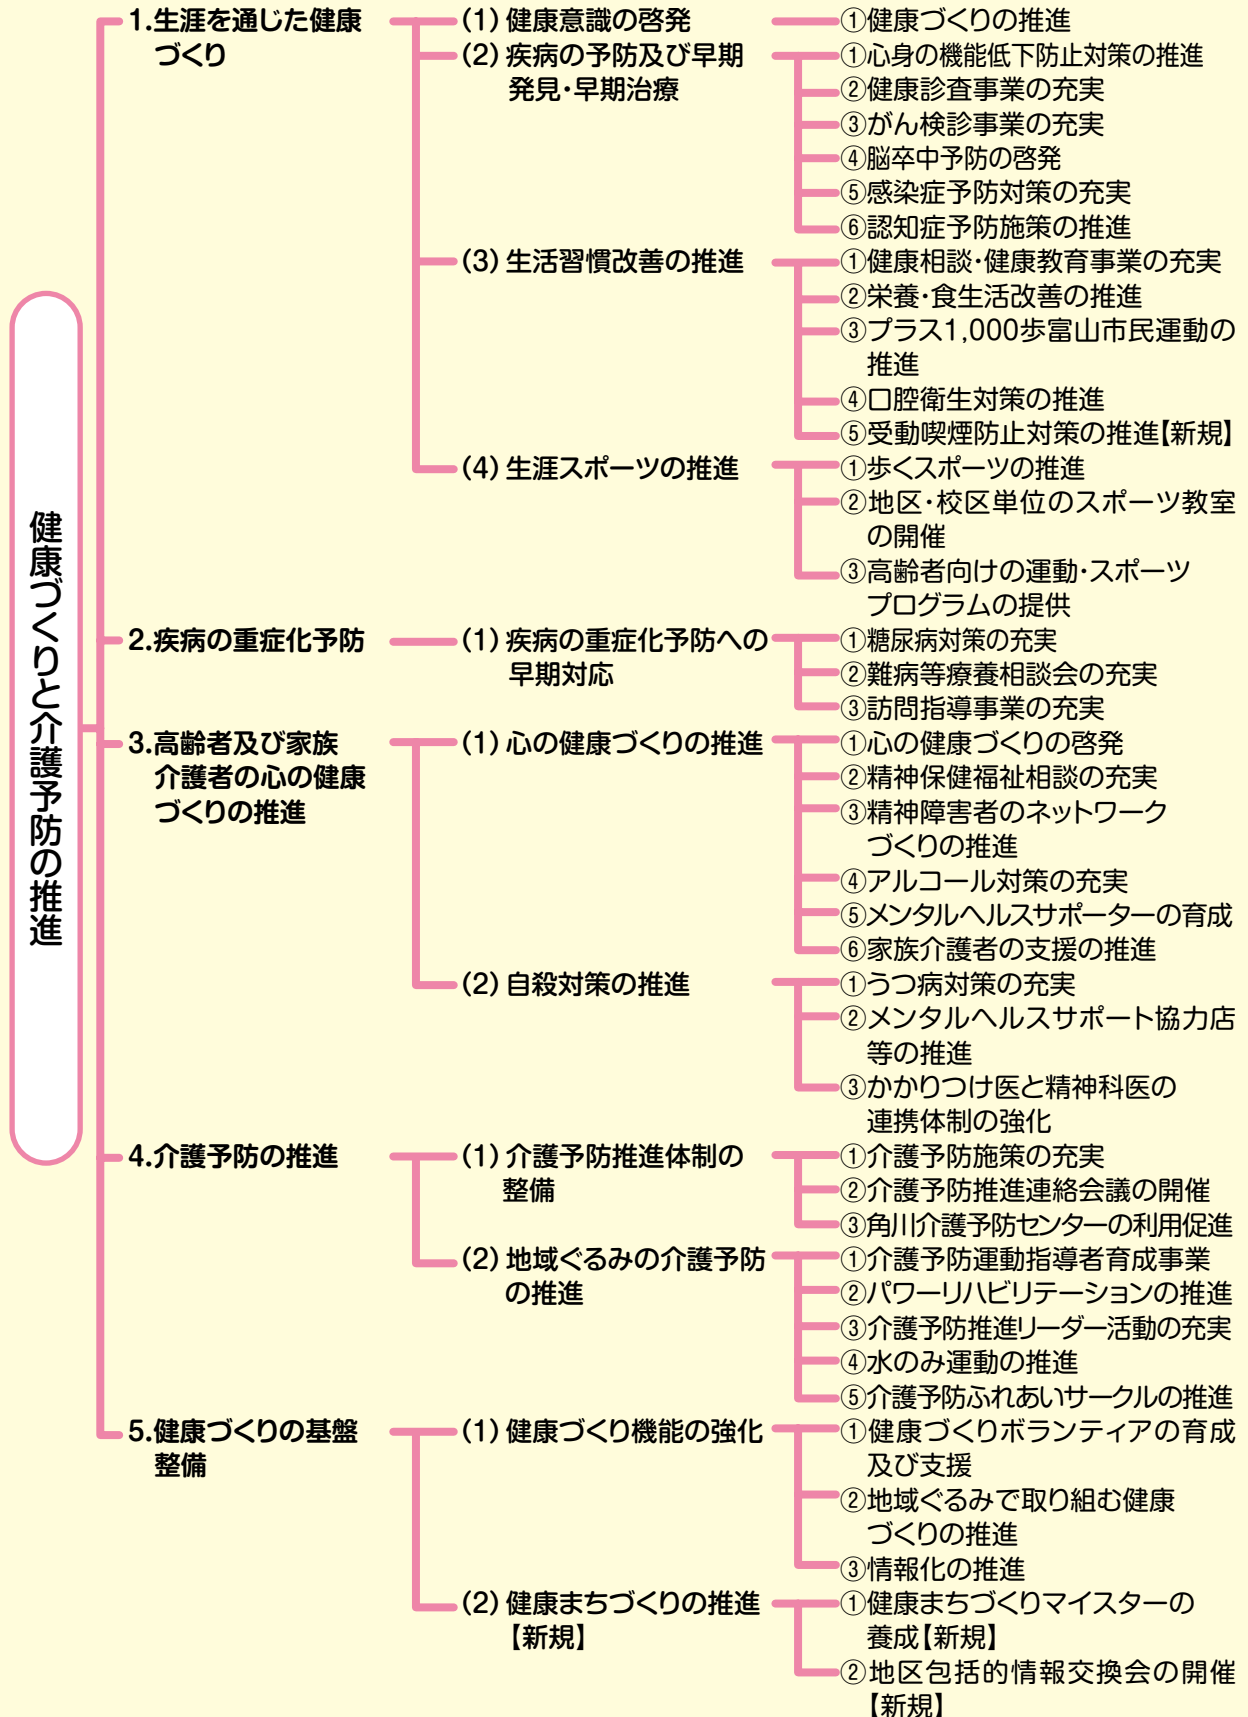 健康づくりと介護予防の推進
1.生涯を通じた健康
づくり
(1)健康意識の啓発
①健康づくりの推進
(2)疾病の予防及び早期
発見・早期治療
①心身の機能低下防止対策の推進
②健康診査事業の充実
③がん検診事業の充実
④脳卒中予防の啓発
⑤感染症予防対策の充実
⑥認知症予防施策の推進
(3)生活習慣改善の推進
①健康相談・健康教育事業の充実
②栄養・食生活改善の推進
③プラス1,000歩富山市民運動の
推進
④口腔衛生対策の推進
⑤受動喫煙防止対策の推進【新規】
(4)生涯スポーツの推進
①歩くスポーツの推進
②地区・校区単位のスポーツ教室
の開催
③高齢者向けの運動・スポーツ
プログラムの提供
2.疾病の重症化予防
(1)疾病の重症化予防への
早期対応
①糖尿病対策の充実
②難病等療養相談会の充実
③訪問指導事業の充実
3.高齢者及び家族
介護者の心の健康
づくりの推進
(1)心の健康づくりの推進
①心の健康づくりの啓発
②精神保健福祉相談の充実
③精神障害者のネットワーク
づくりの推進
④アルコール対策の充実
⑤メンタルヘルスサポーターの育成
⑥家族介護者の支援の推進
(2)自殺対策の推進
①うつ病対策の充実
②メンタルヘルスサポート協力店
等の推進
③かかりつけ医と精神科医の
連携体制の強化
4.介護予防の推進
(1)介護予防推進体制の
整備
①介護予防施策の充実
②介護予防推進連絡会議の開催
③角川介護予防センターの利用促進
(2)地域ぐるみの介護予防
の推進
①介護予防運動指導者育成事業
②パワーリハビリテーションの推進
③介護予防推進リーダー活動の充実
④水のみ運動の推進
⑤介護予防ふれあいサークルの推進
5.健康づくりの基盤
整備
(1)健康づくり機能の強化
①健康づくりボランティアの育成
及び支援
②地域ぐるみで取り組む健康
づくりの推進
③情報化の推進
(2)健康まちづくりの推進
【新規】
①健康まちづくりマイスターの
養成【新規】
②地区包括的情報交換会の開催
【新規】